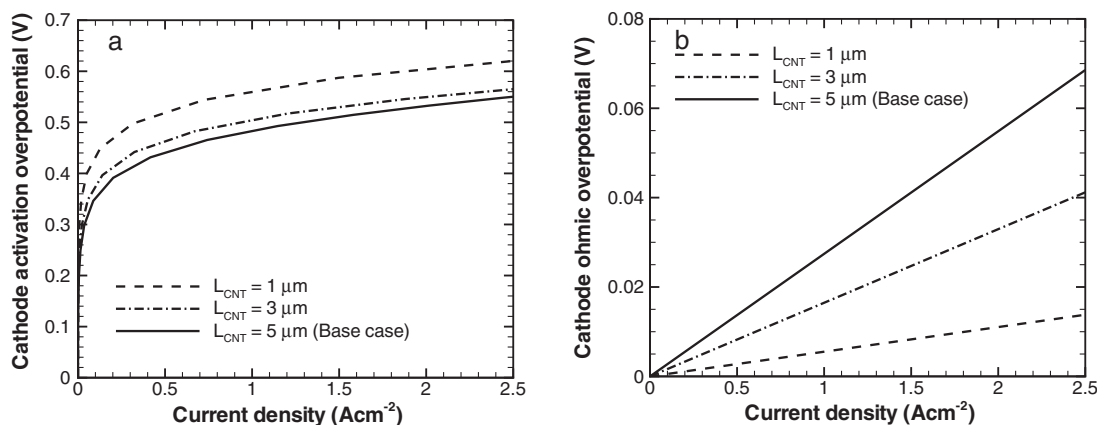 a
Cathode activation overpotential (V)
0.7
0.6
0.5
0.4
0.3
0.2
0.1
0
L_CNT = 1 μm
L_CNT = 3 μm
L_CNT = 5 μm (Base case)
0 0.5 1 1.5 2 2.5
Current density (Acm⁻²)
b
Cathode ohmic overpotential (V)
0.08
0.06
0.04
0.02
0
L_CNT = 1 μm
L_CNT = 3 μm
L_CNT = 5 μm (Base case)
0 0.5 1 1.5 2 2.5
Current density (Acm⁻²)